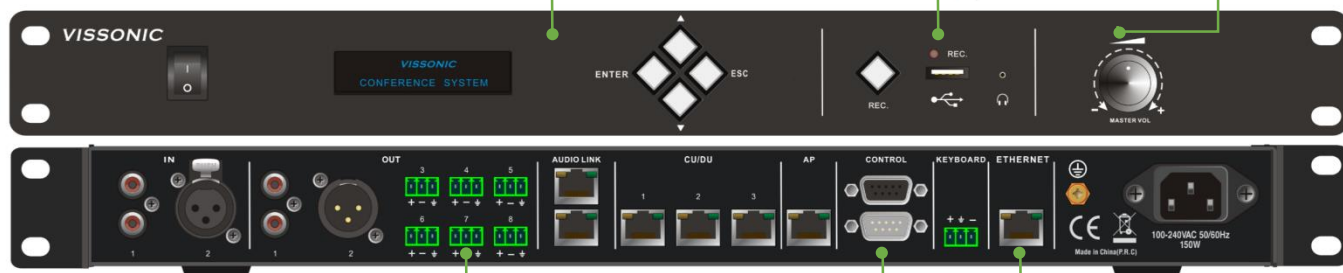 VISSONIC
I
O
VISSONIC
CONFERENCE SYSTEM
ENTER
ESC
REC.
REC.
-
+
MASTER VOL
IN
OUT
AUDIO LINK
CU/DU
AP
CONTROL
KEYBOARD
ETHERNET
3 4 5
+ - + - + -
1 2 3
6 7 8
+ - + - + -
+ -
1 2 1 2
CE
100-240VAC 50/60Hz
150W
Made in China(P.R.C)